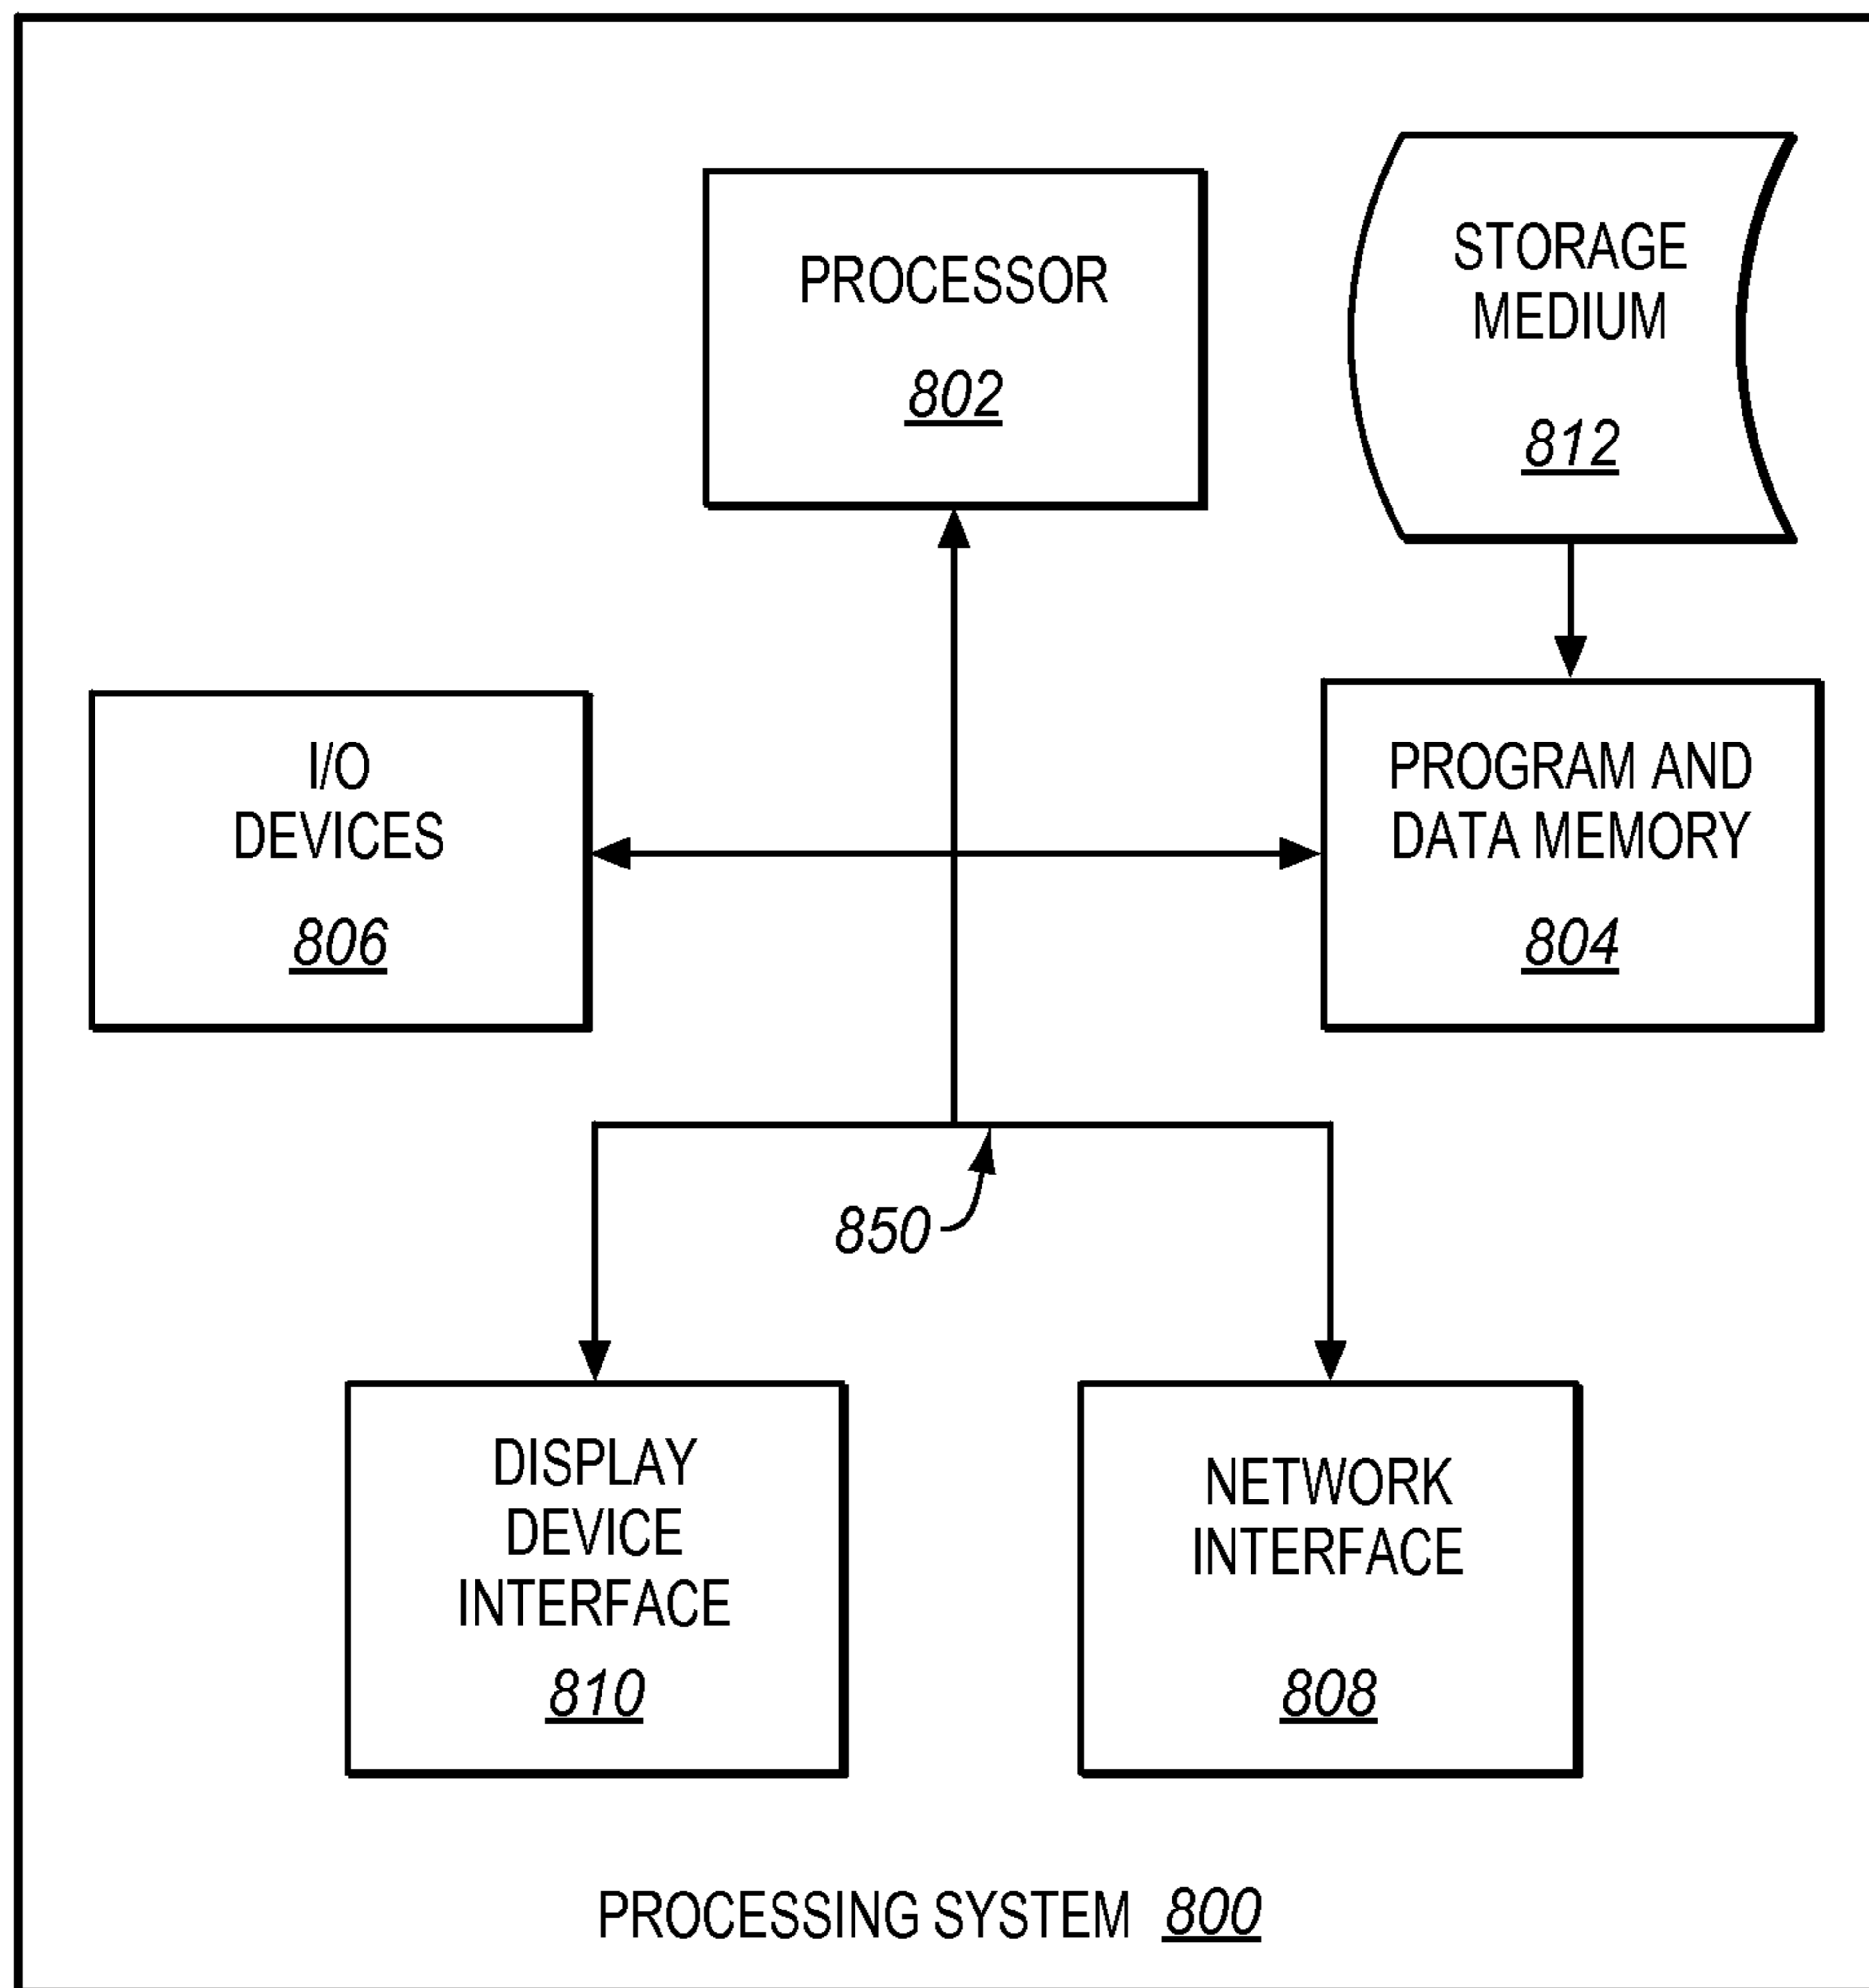 PROCESSOR
802
STORAGE
MEDIUM
812
I/O
DEVICES
806
PROGRAM AND
DATA MEMORY
804
850
DISPLAY
DEVICE
INTERFACE
810
NETWORK
INTERFACE
808
PROCESSING SYSTEM 800